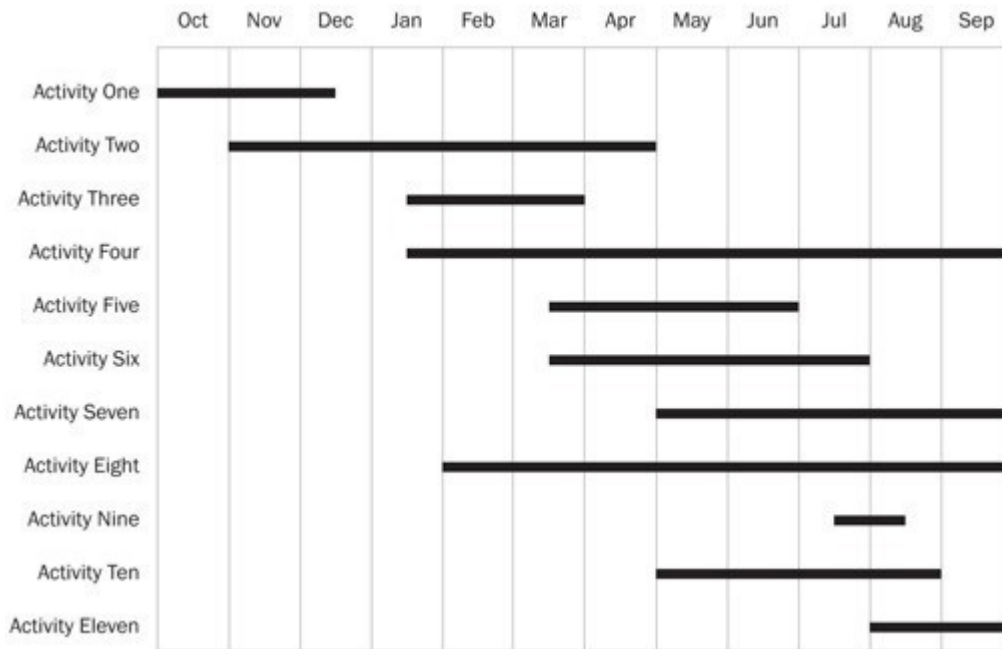 Oct Nov Dec Jan Feb Mar Apr May Jun Jul Aug Sep
Activity One
Activity Two
Activity Three
Activity Four
Activity Five
Activity Six
Activity Seven
Activity Eight
Activity Nine
Activity Ten
Activity Eleven